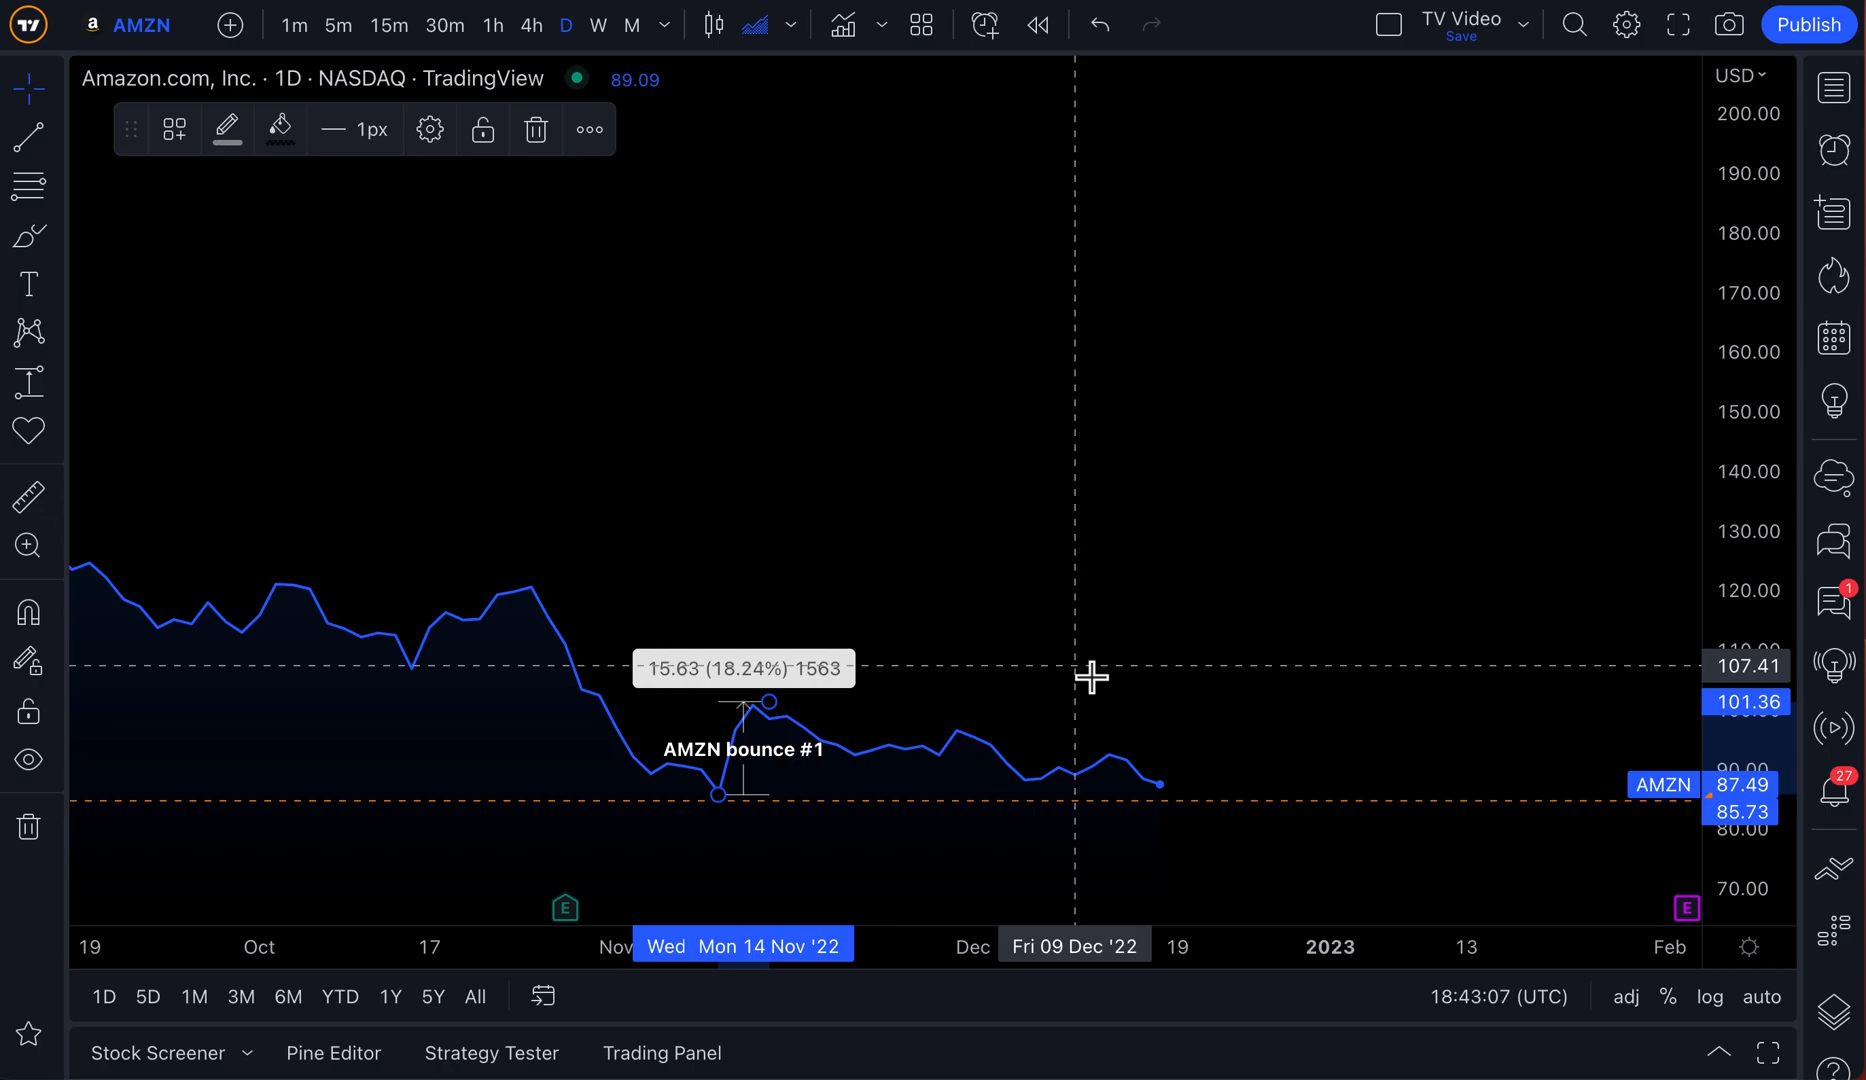 AMZN
1m 5m 15m 30m 1h 4h D W M
TV Video
Save
Publish
Amazon.com, Inc. · 1D · NASDAQ · TradingView
89.09
USD
1px
200.00
190.00
180.00
170.00
160.00
150.00
140.00
130.00
120.00
110.00
107.41
101.36
90.00
AMZN 87.49
85.73
80.00
70.00
15.63 (18.24%) 1563
AMZN bounce #1
E
E
1
27
19 Oct 17 Nov Wed Mon 14 Nov '22 Dec Fri 09 Dec '22 19 2023 13 Feb
1D 5D 1M 3M 6M YTD 1Y 5Y All
18:43:07 (UTC) adj % log auto
Stock Screener Pine Editor Strategy Tester Trading Panel